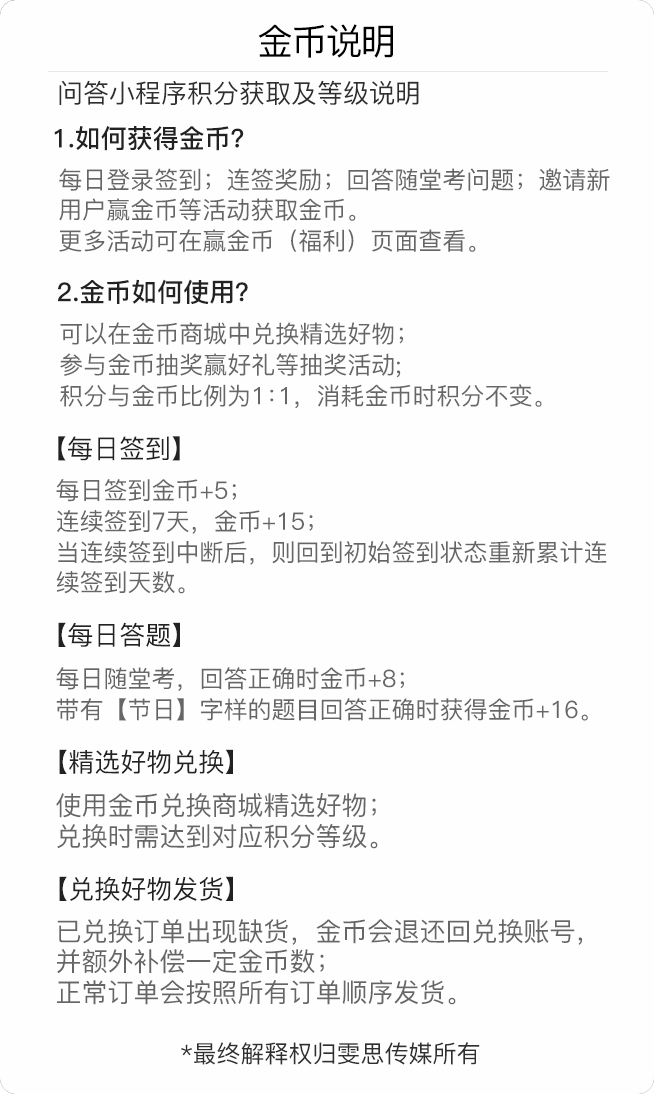 金币说明
问答小程序积分获取及等级说明
1.如何获得金币?
每日登录签到；连签奖励；回答随堂考问题；邀请新
用户赢金币等活动获取金币。
更多活动可在赢金币（福利）页面查看。
2.金币如何使用?
可以在金币商城中兑换精选好物；
参与金币抽奖赢好礼等抽奖活动;
积分与金币比例为1:1，消耗金币时积分不变。
【每日签到】
每日签到金币+5；
连续签到7天，金币+15；
当连续签到中断后，则回到初始签到状态重新累计连
续签到天数。
【每日答题】
每日随堂考，回答正确时金币+8；
带有【节日】字样的题目回答正确时获得金币+16。
【精选好物兑换】
使用金币兑换商城精选好物；
兑换时需达到对应积分等级。
【兑换好物发货】
已兑换订单出现缺货，金币会退还回兑换账号，
并额外补偿一定金币数；
正常订单会按照所有订单顺序发货。
*最终解释权归雯思传媒所有